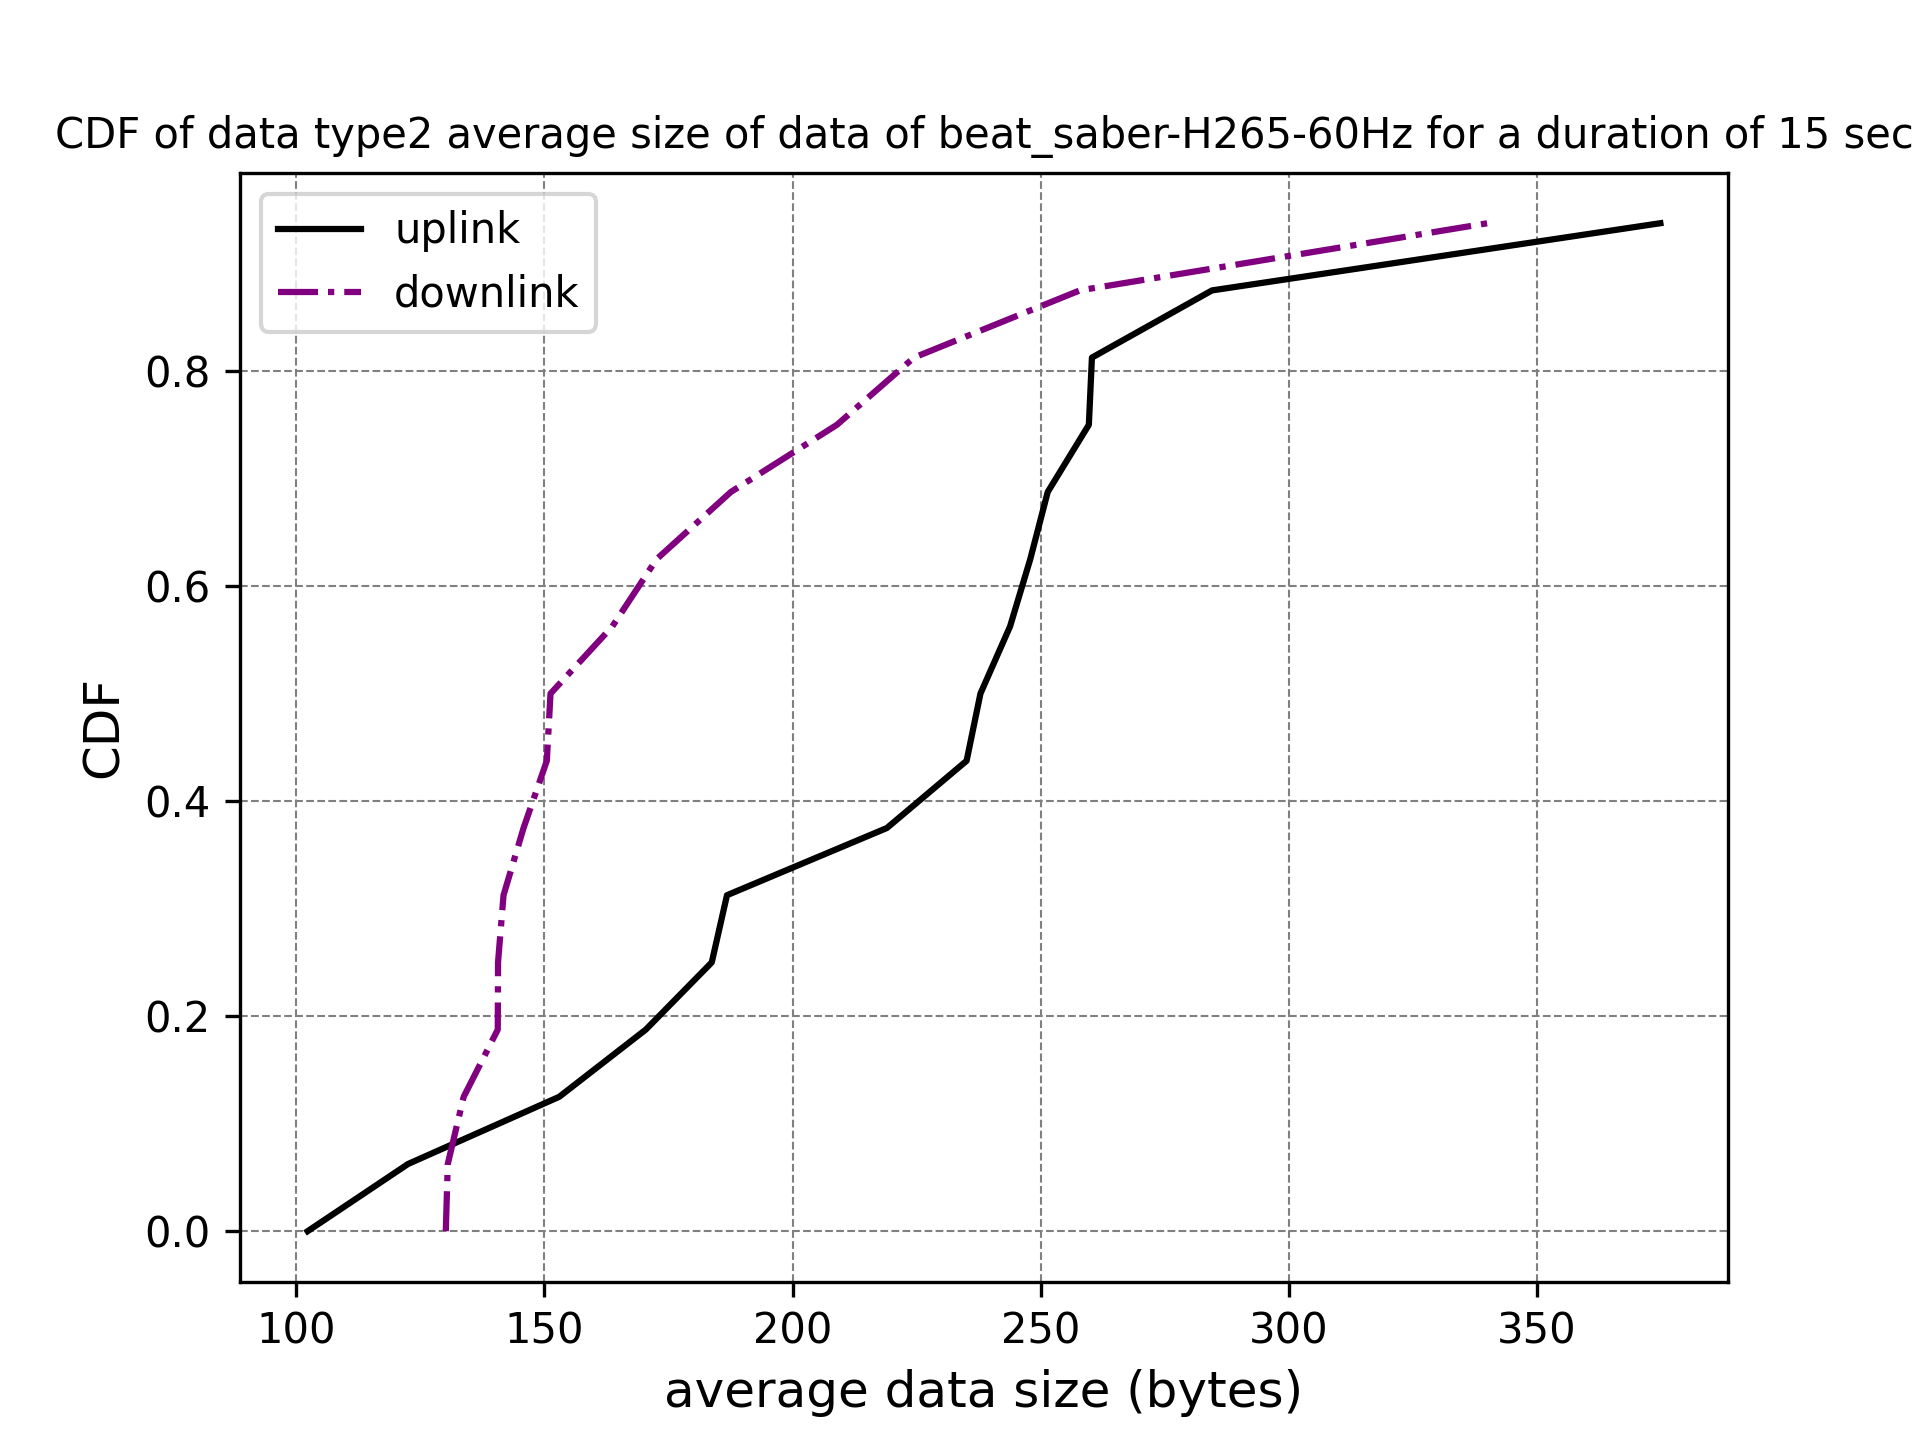 CDF of data type2 average size of data of beat_saber-H265-60Hz for a duration of 15 sec
uplink
downlink
0.8
0.6
0.4
0.2
0.0
CDF
100 150 200 250 300 350
average data size (bytes)